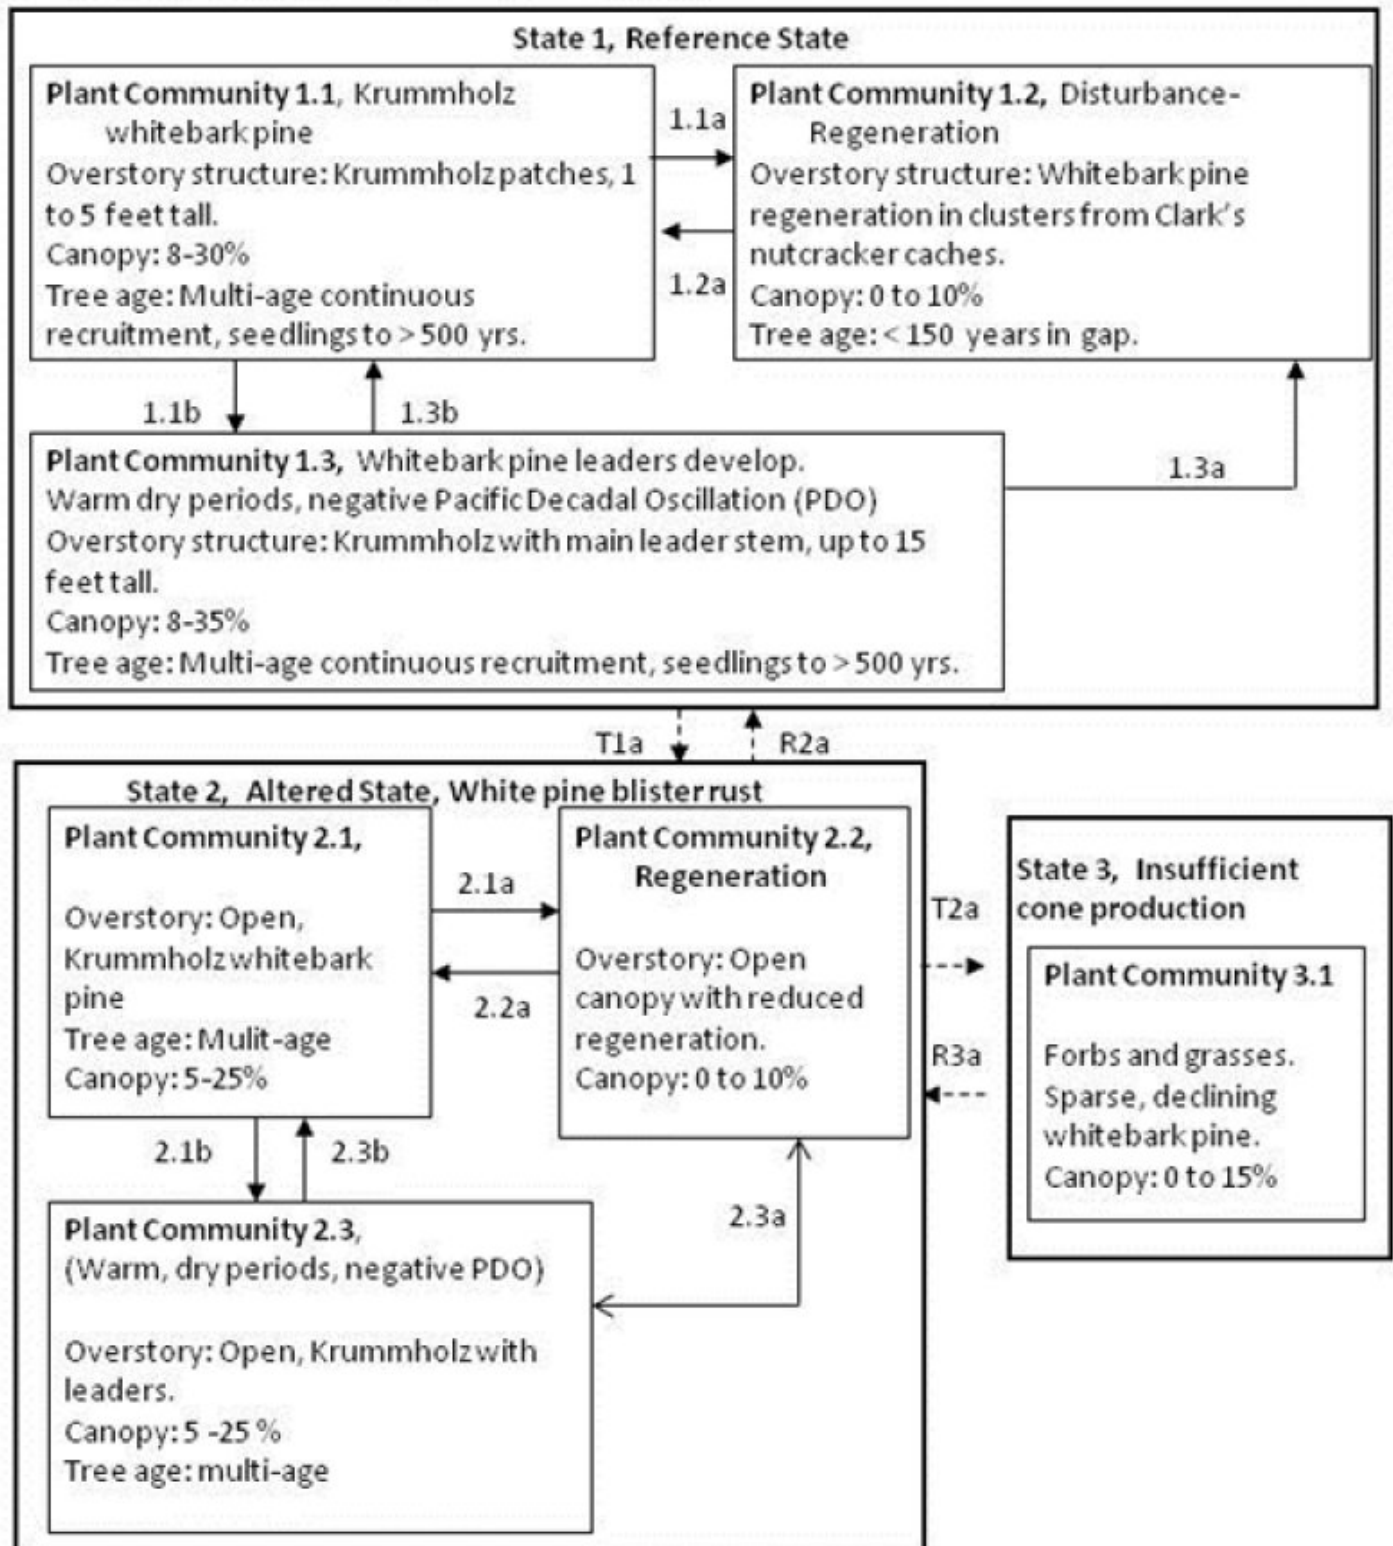 State 1, Reference State
Plant Community 1.1, Krummholz
whitebark pine
Overstory structure: Krummholz patches, 1
to 5 feet tall.
Canopy: 8-30%
Tree age: Multi-age continuous
recruitment, seedlings to > 500 yrs.
1.1a
1.2a
Plant Community 1.2, Disturbance-
Regeneration
Overstory structure: Whitebark pine
regeneration in clusters from Clark's
nutcracker caches.
Canopy: 0 to 10%
Tree age: < 150 years in gap.
1.1b
1.3b
1.3a
Plant Community 1.3, Whitebark pine leaders develop.
Warm dry periods, negative Pacific Decadal Oscillation (PDO)
Overstory structure: Krummholz with main leader stem, up to 15
feet tall.
Canopy: 8-35%
Tree age: Multi-age continuous recruitment, seedlings to > 500 yrs.
T1a
R2a
State 2, Altered State, White pine blister rust
Plant Community 2.1,
Overstory: Open,
Krummholz whitebark
pine
Tree age: Mulit-age
Canopy: 5-25%
2.1a
2.2a
Plant Community 2.2,
Regeneration
Overstory: Open
canopy with reduced
regeneration.
Canopy: 0 to 10%
2.1b
2.3b
2.3a
Plant Community 2.3,
(Warm, dry periods, negative PDO)
Overstory: Open, Krummholz with
leaders.
Canopy: 5 -25 %
Tree age: multi-age
T2a
R3a
State 3, Insufficient
cone production
Plant Community 3.1
Forbs and grasses.
Sparse, declining
whitebark pine.
Canopy: 0 to 15%